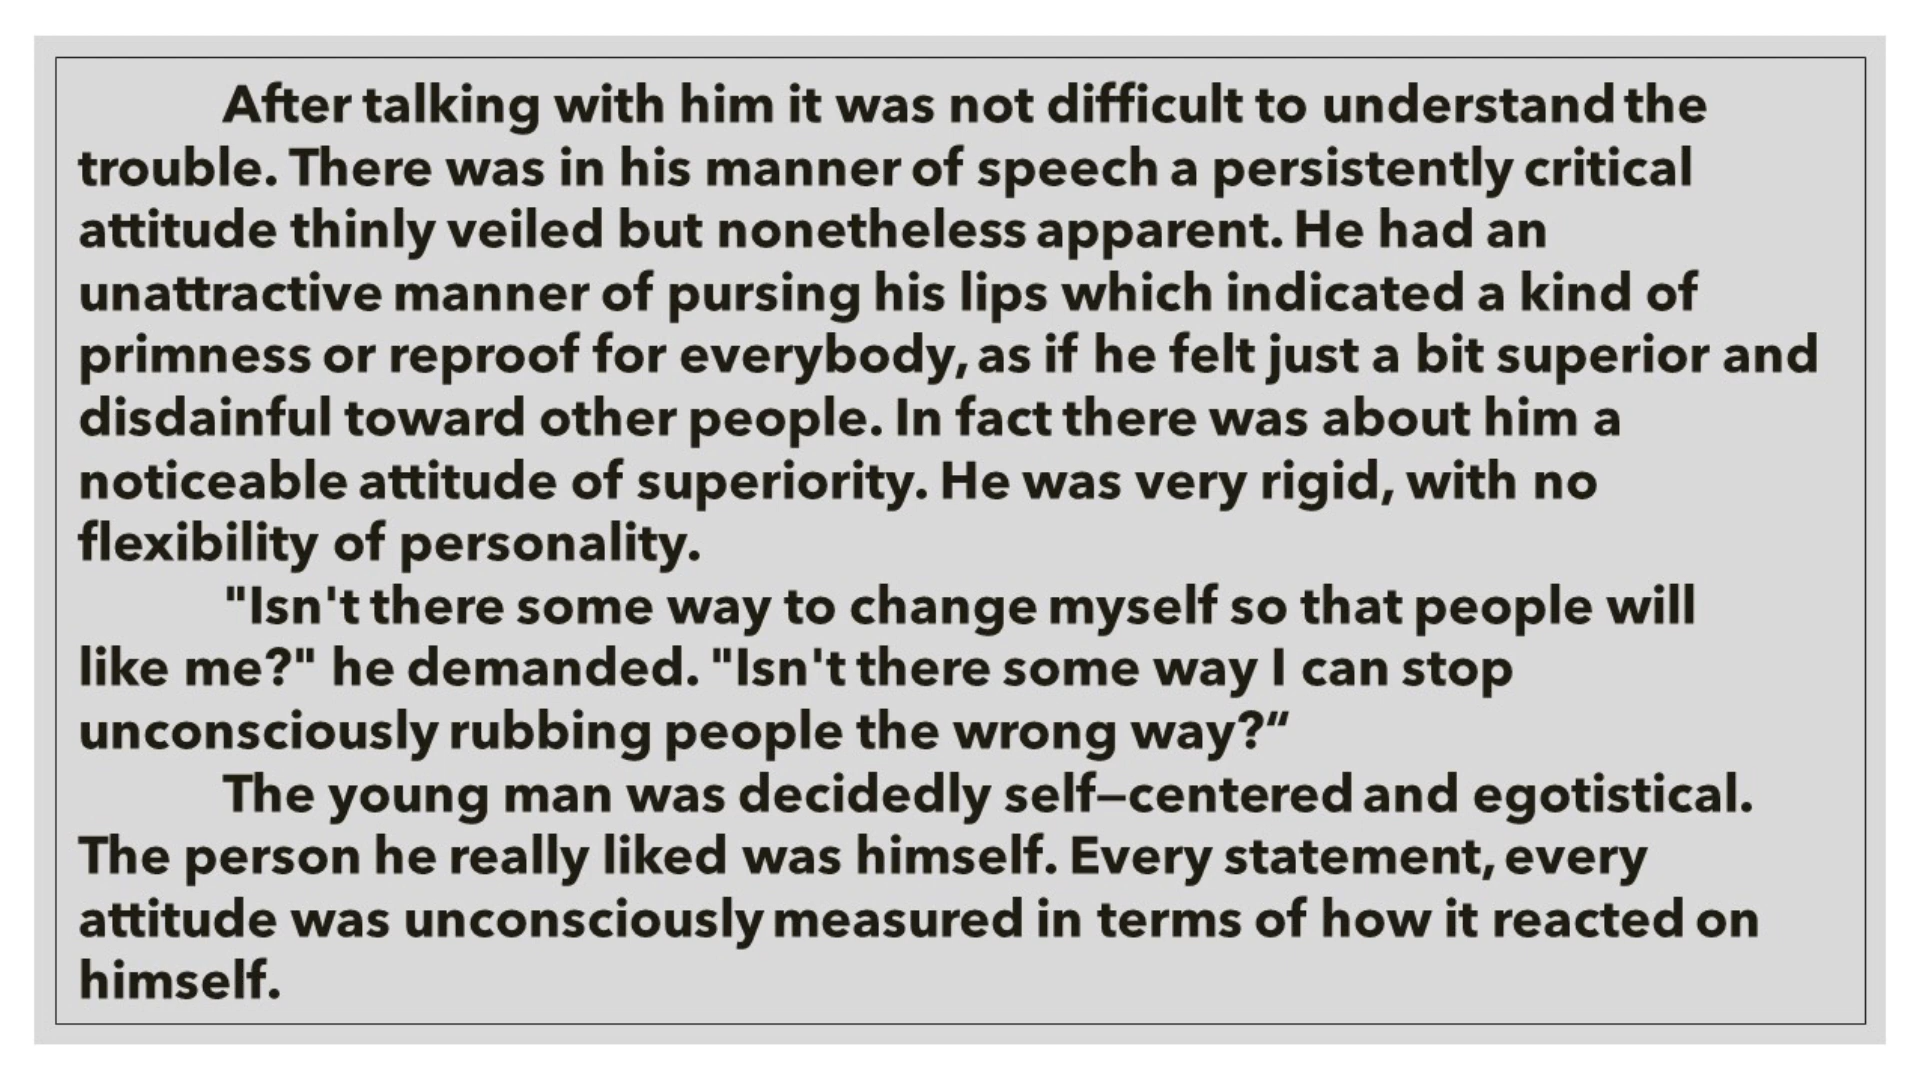 After talking with him it was not difficult to understand the
trouble. There was in his manner of speech a persistently critical
attitude thinly veiled but nonetheless apparent. He had an
unattractive manner of pursing his lips which indicated a kind of
primness or reproof for everybody, as if he felt just a bit superior and
disdainful toward other people. In fact there was about him a
noticeable attitude of superiority. He was very rigid, with no
flexibility of personality.
"Isn't there some way to change myself so that people will
like me?" he demanded. "Isn't there some way I can stop
unconsciously rubbing people the wrong way?“
The young man was decidedly self—centered and egotistical.
The person he really liked was himself. Every statement, every
attitude was unconsciously measured in terms of how it reacted on
himself.